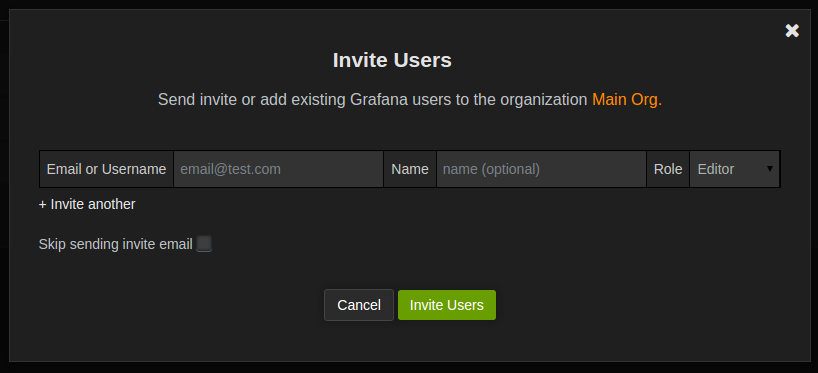 Invite Users
Send invite or add existing Grafana users to the organization Main Org.
Email or Username email@test.com Name name (optional) Role Editor
+ Invite another
Skip sending invite email
Cancel Invite Users